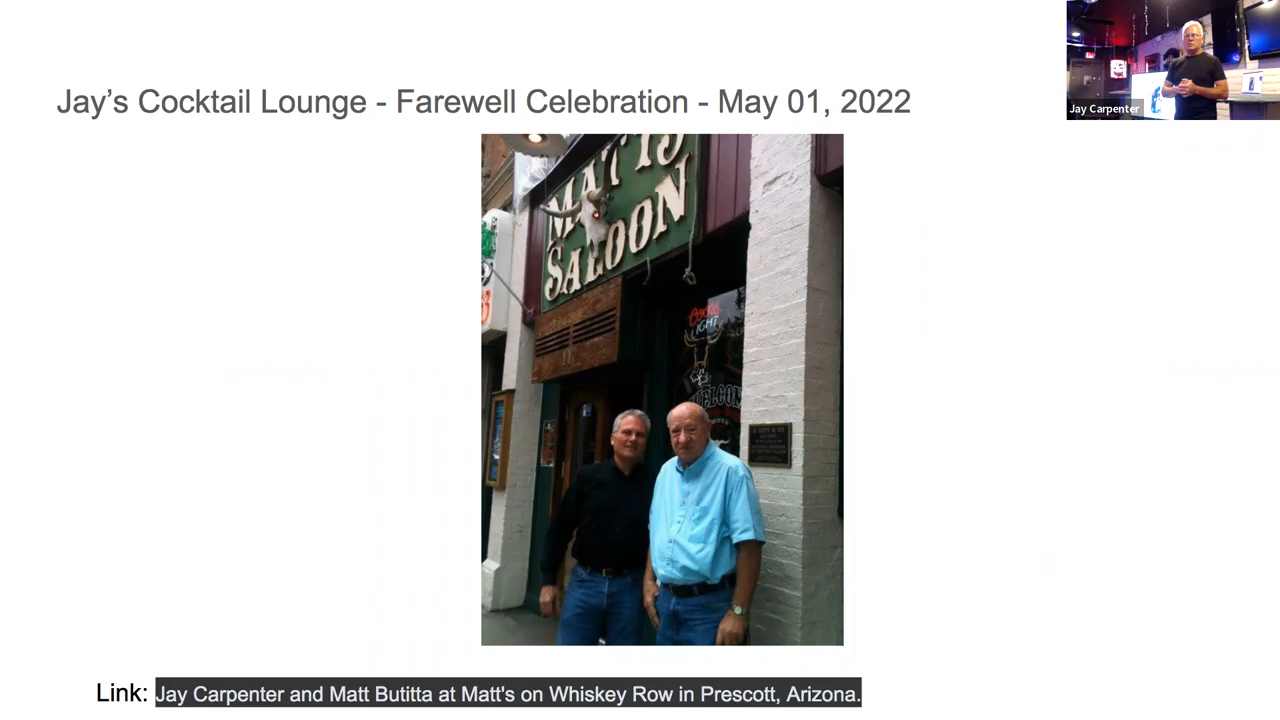 Jay's Cocktail Lounge - Farewell Celebration - May 01, 2022
Jay Carpenter
MATT'S
SALOON
Coors
LIGHT
WELCOME
Link: Jay Carpenter and Matt Butitta at Matt's on Whiskey Row in Prescott, Arizona.